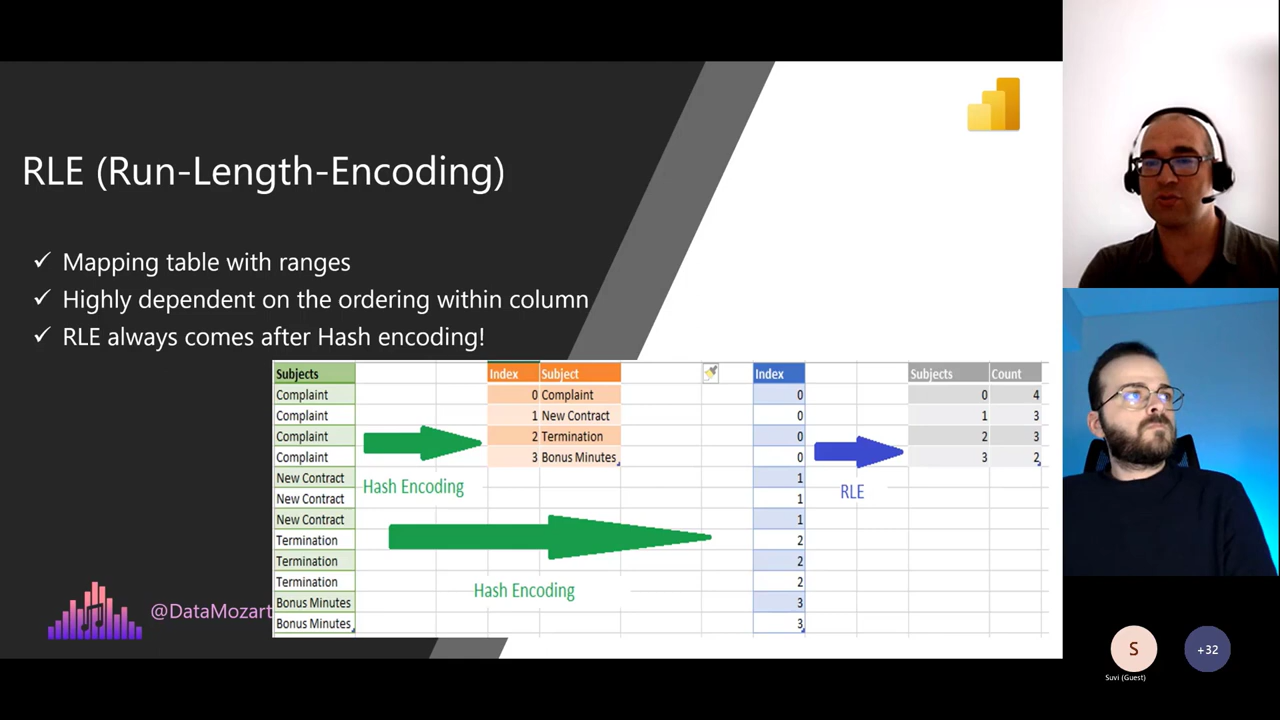 RLE (Run-Length-Encoding)
✓ Mapping table with ranges
✓ Highly dependent on the ordering within column
✓ RLE always comes after Hash encoding!
Subjects
Complaint
Complaint
Complaint
Complaint
New Contract
New Contract
New Contract
Termination
Termination
Termination
Bonus Minutes
Bonus Minutes
Hash Encoding
Hash Encoding
Index Subject
0 Complaint
1 New Contract
2 Termination
3 Bonus Minutes
Index
0
0
0
0
1
1
1
2
2
2
3
3
RLE
Subjects Count
0 4
1 3
2 3
3 2
@DataMozart
S
Suvi (Guest)
+32